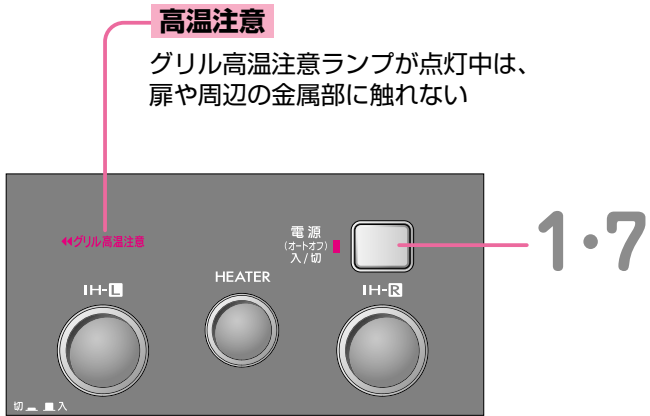 高温注意
グリル高温注意ランプが点灯中は、
扉や周辺の金属部に触れない
グリル高温注意
電源
(オートオフ)
入/切
1・7
IH-L
HEATER
IH-R
切 入